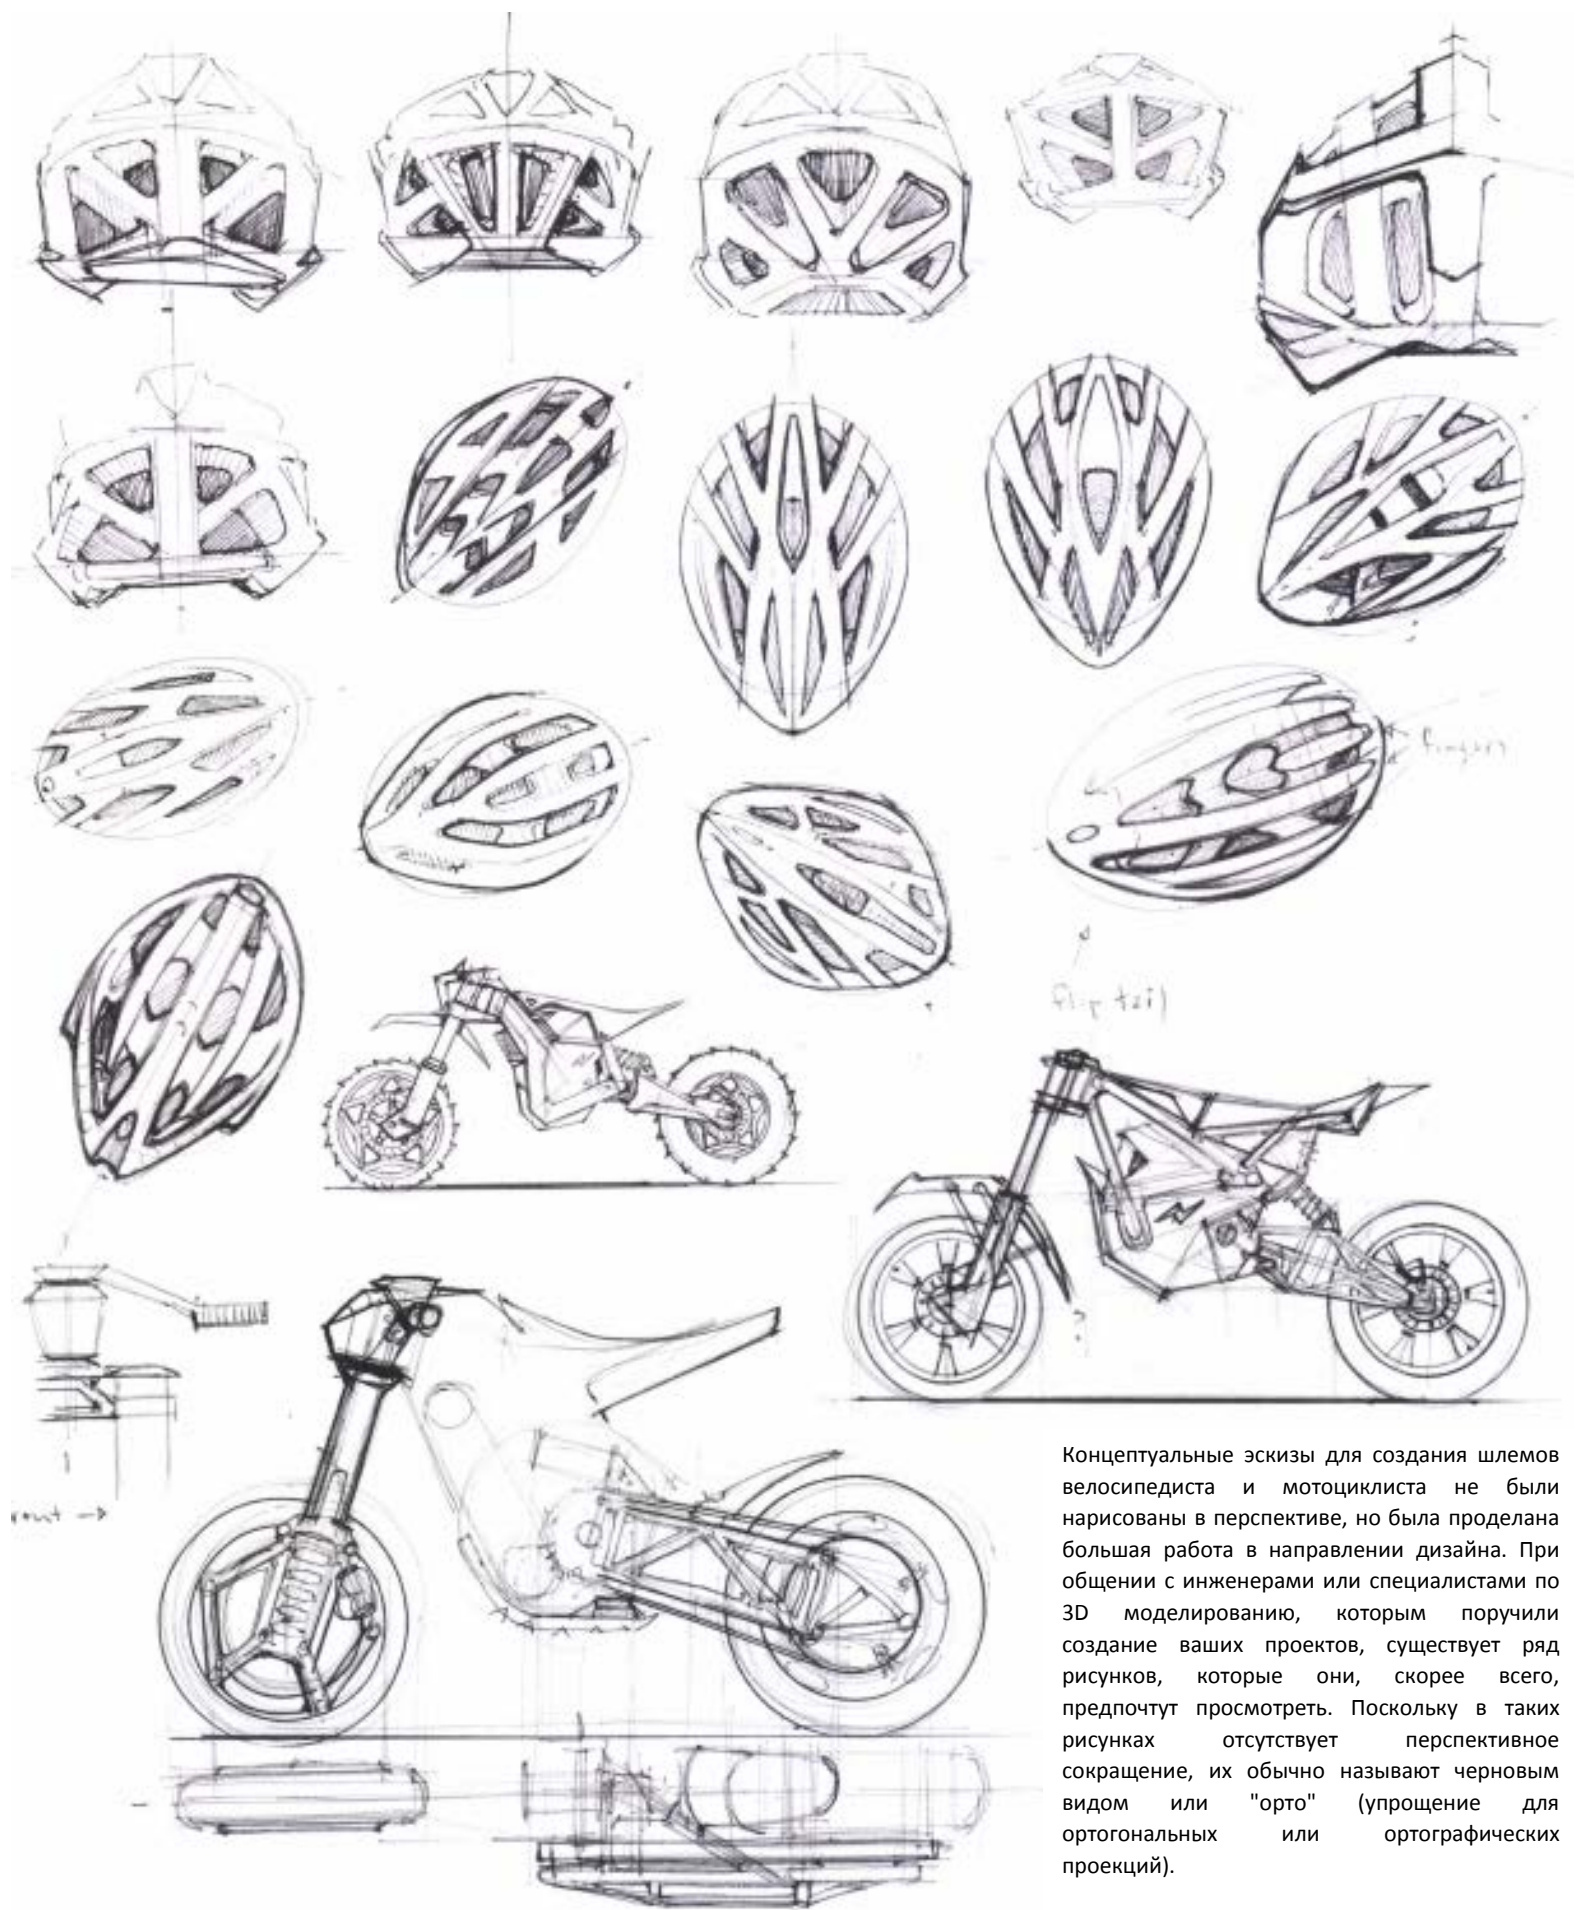 fingers
flip tail
Концептуальные эскизы для создания шлемов
велосипедиста и мотоциклиста не были
нарисованы в перспективе, но была проделана
большая работа в направлении дизайна. При
общении с инженерами или специалистами по
3D моделированию, которым поручили
создание ваших проектов, существует ряд
рисунков, которые они, скорее всего,
предпочтут просмотреть. Поскольку в таких
рисунках отсутствует перспективное
сокращение, их обычно называют черновым
видом или "орто" (упрощение для
ортогональных или ортографических
проекций).